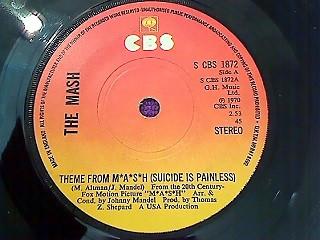 CBS
S CBS 1872
Side A
S CBS 1872A
G.H. Music
Ltd.
℗ 1970
CBS Inc.
2.53
45
STEREO
THE MASH
THEME FROM M*A*S*H (SUICIDE IS PAINLESS)
(M. Altman/J. Mandel) From the 20th Century-
Fox Motion Picture "M*A*S*H" Arr. &
Cond. by Johnny Mandel Prod. by Thomas
Z. Shepard A USA Production
MADE IN ENGLAND